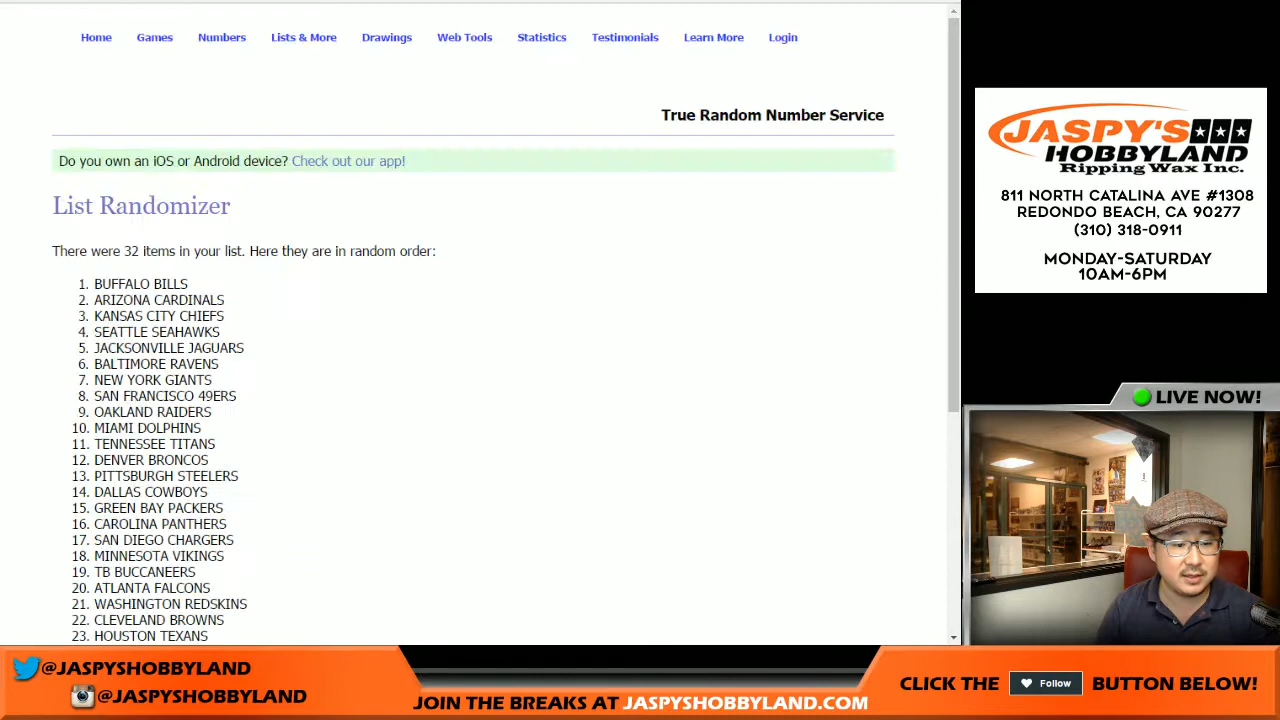 Home Games Numbers Lists & More Drawings Web Tools Statistics Testimonials Learn More Login
True Random Number Service
Do you own an iOS or Android device? Check out our app!
List Randomizer
There were 32 items in your list. Here they are in random order:
1. BUFFALO BILLS
2. ARIZONA CARDINALS
3. KANSAS CITY CHIEFS
4. SEATTLE SEAHAWKS
5. JACKSONVILLE JAGUARS
6. BALTIMORE RAVENS
7. NEW YORK GIANTS
8. SAN FRANCISCO 49ERS
9. OAKLAND RAIDERS
10. MIAMI DOLPHINS
11. TENNESSEE TITANS
12. DENVER BRONCOS
13. PITTSBURGH STEELERS
14. DALLAS COWBOYS
15. GREEN BAY PACKERS
16. CAROLINA PANTHERS
17. SAN DIEGO CHARGERS
18. MINNESOTA VIKINGS
19. TB BUCCANEERS
20. ATLANTA FALCONS
21. WASHINGTON REDSKINS
22. CLEVELAND BROWNS
23. HOUSTON TEXANS
JASPY'S
HOBBYLAND
Ripping Wax Inc.
811 NORTH CATALINA AVE #1308
REDONDO BEACH, CA 90277
(310) 318-0911
MONDAY-SATURDAY
10AM-6PM
LIVE NOW!
@JASPYSHOBBYLAND
@JASPYSHOBBYLAND
JOIN THE BREAKS AT JASPYSHOBBYLAND.COM
CLICK THE Follow BUTTON BELOW!